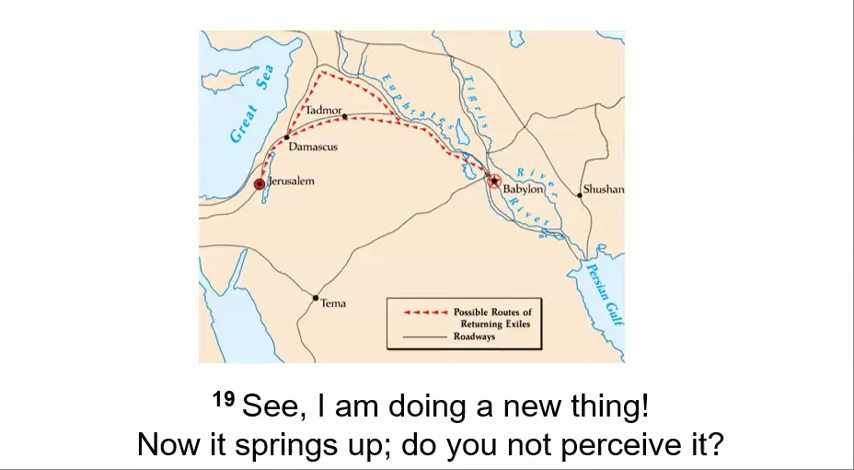 Great Sea
Tadmor
Damascus
Jerusalem
Euphrates
River
Tigris
River
Babylon
Shushan
Persian Gulf
Tema
Possible Routes of
Returning Exiles
Roadways
19 See, I am doing a new thing!
Now it springs up; do you not perceive it?